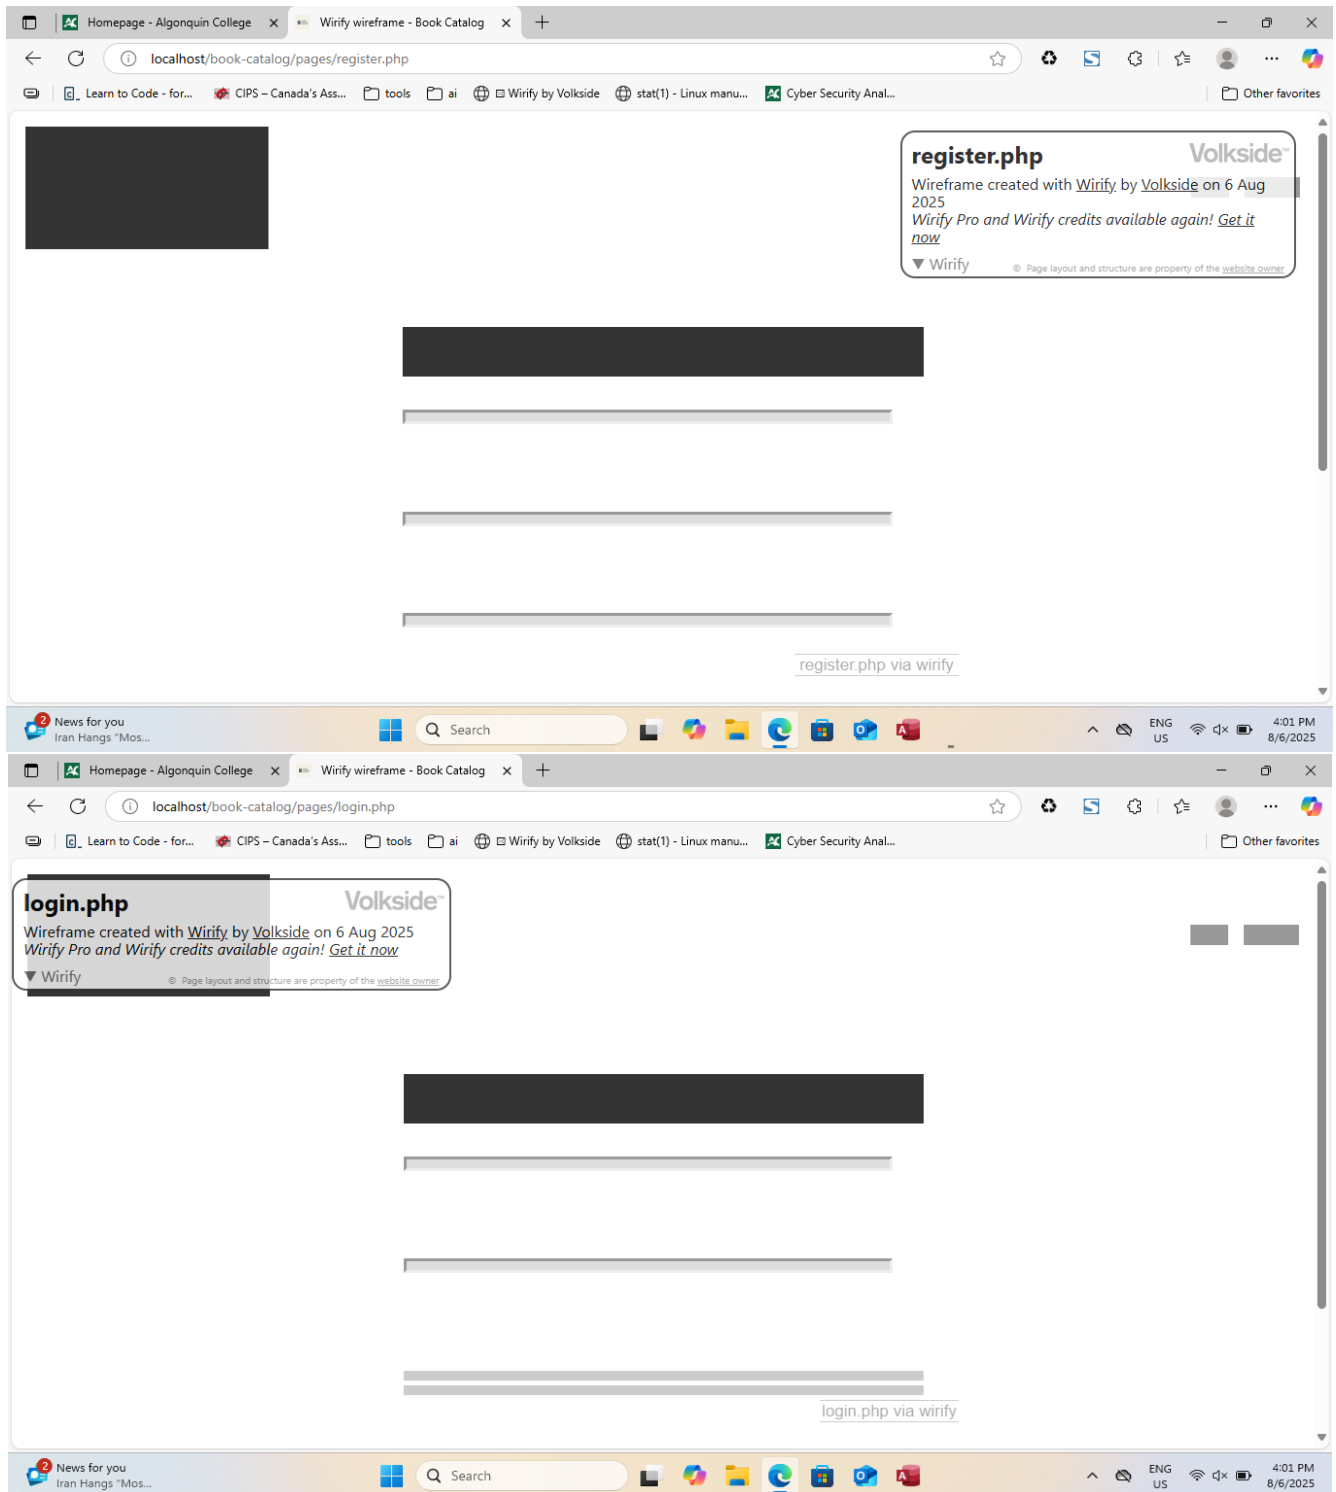 Homepage - Algonquin College
Wirify wireframe - Book Catalog
localhost/book-catalog/pages/register.php
Learn to Code - for...
CIPS – Canada's Ass...
tools
ai
⊡ Wirify by Volkside
stat(1) - Linux manu...
Cyber Security Anal...
Other favorites
register.php
Volkside™
Wireframe created with Wirify by Volkside on 6 Aug
2025
Wirify Pro and Wirify credits available again! Get it
now
▼ Wirify
© Page layout and structure are property of the website owner
register.php via wirify
2
News for you
Iran Hangs "Mos...
Search
ENG
US
4:01 PM
8/6/2025
Homepage - Algonquin College
Wirify wireframe - Book Catalog
localhost/book-catalog/pages/login.php
Learn to Code - for...
CIPS – Canada's Ass...
tools
ai
⊡ Wirify by Volkside
stat(1) - Linux manu...
Cyber Security Anal...
Other favorites
login.php
Volkside™
Wireframe created with Wirify by Volkside on 6 Aug 2025
Wirify Pro and Wirify credits available again! Get it now
▼ Wirify
© Page layout and structure are property of the website owner
login.php via wirify
2
News for you
Iran Hangs "Mos...
Search
ENG
US
4:01 PM
8/6/2025